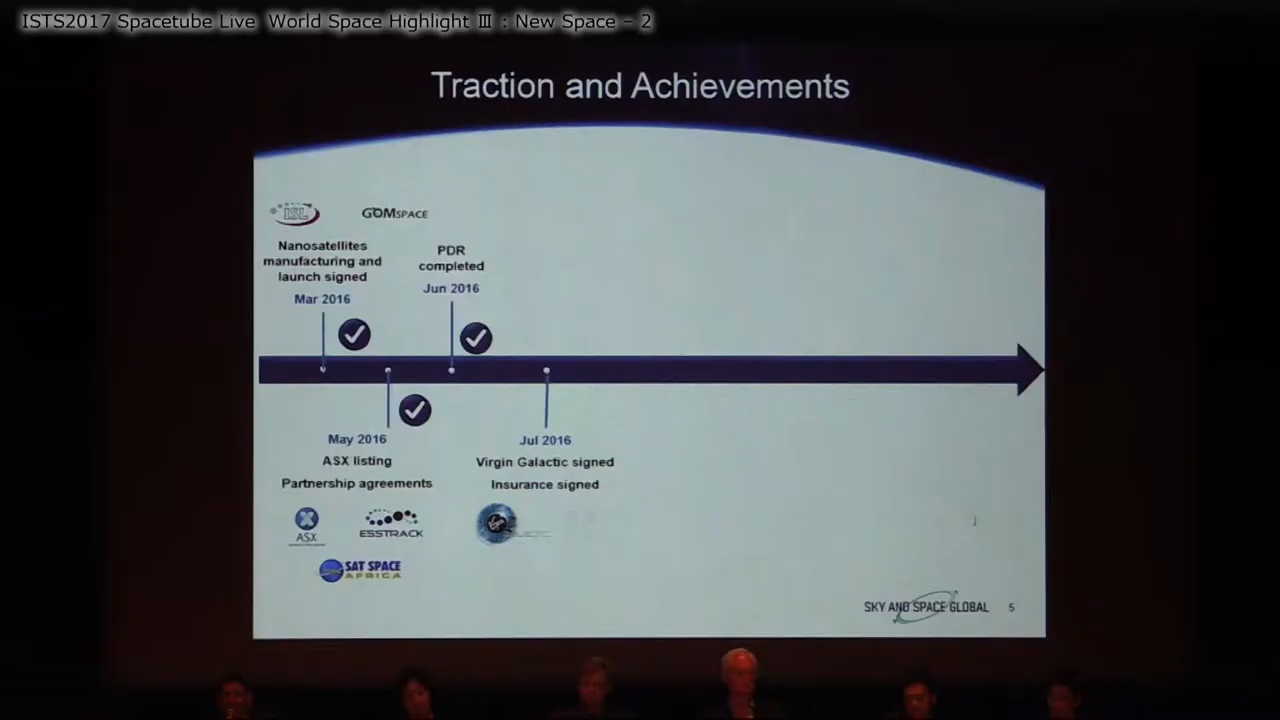 ISTS2017 Spacetube Live World Space Highlight Ⅲ : New Space – 2
Traction and Achievements
ISL
GOMSPACE
Nanosatellites
manufacturing and
launch signed
Mar 2016
PDR
completed
Jun 2016
May 2016
ASX listing
Partnership agreements
Jul 2016
Virgin Galactic signed
Insurance signed
ASX
ESSTRACK
SAT SPACE
AFRICA
SKY AND SPACE GLOBAL
5